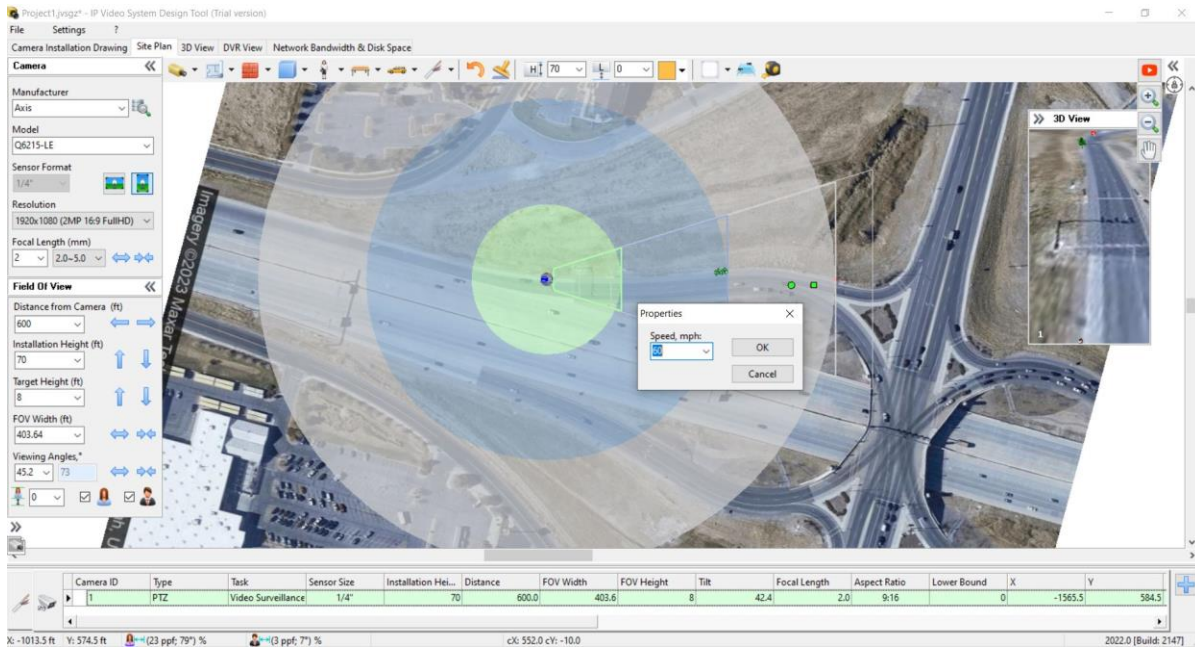 Project1.jvsgz* - IP Video System Design Tool (Trial version)
File Settings ?
Camera Installation Drawing Site Plan 3D View DVR View Network Bandwidth & Disk Space
Camera
H 70 L 0
Manufacturer
Axis
Model
Q6215-LE
Sensor Format
1/4"
Resolution
1920x1080 (2MP 16:9 FullHD)
Focal Length (mm)
2 2.0~5.0
Field Of View
Distance from Camera (ft)
600
Installation Height (ft)
70
Target Height (ft)
8
FOV Width (ft)
403.64
Viewing Angles,°
45.2 73
0
Imagery ©2023 Maxar
3D View
1
Properties
Speed, mph:
60
OK
Cancel
Camera ID Type Task Sensor Size Installation Hei... Distance FOV Width FOV Height Tilt Focal Length Aspect Ratio Lower Bound X Y
1 PTZ Video Surveillance 1/4" 70 600.0 403.6 8 42.4 2.0 9:16 0 -1565.5 584.5
X: -1013.5 ft Y: 574.5 ft (23 ppf; 79") % (3 ppf; 7") % cX: 552.0 cY: -10.0 2022.0 [Build: 2147]